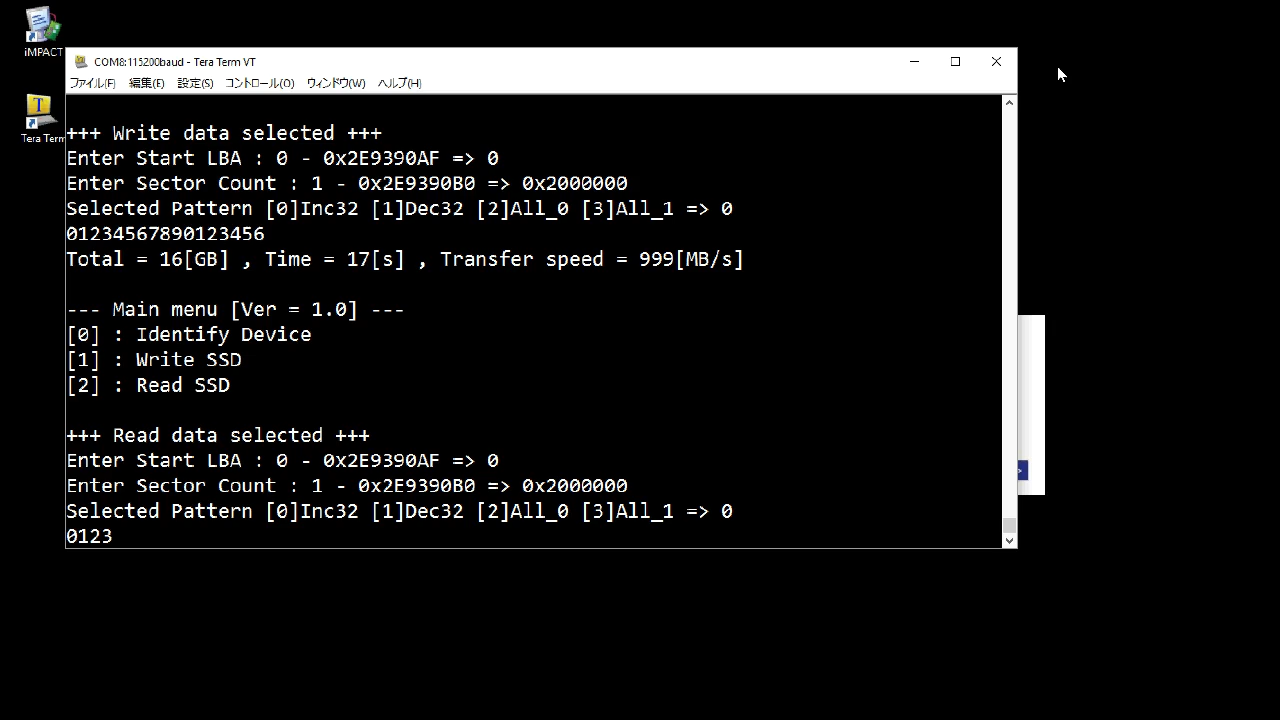 iMPACT
Tera Term
COM8:115200baud - Tera Term VT
ファイル(F) 編集(E) 設定(S) コントロール(O) ウィンドウ(W) ヘルプ(H)
+++ Write data selected +++
Enter Start LBA : 0 - 0x2E9390AF => 0
Enter Sector Count : 1 - 0x2E9390B0 => 0x2000000
Selected Pattern [0]Inc32 [1]Dec32 [2]All_0 [3]All_1 => 0
01234567890123456
Total = 16[GB] , Time = 17[s] , Transfer speed = 999[MB/s]
--- Main menu [Ver = 1.0] ---
[0] : Identify Device
[1] : Write SSD
[2] : Read SSD
+++ Read data selected +++
Enter Start LBA : 0 - 0x2E9390AF => 0
Enter Sector Count : 1 - 0x2E9390B0 => 0x2000000
Selected Pattern [0]Inc32 [1]Dec32 [2]All_0 [3]All_1 => 0
0123